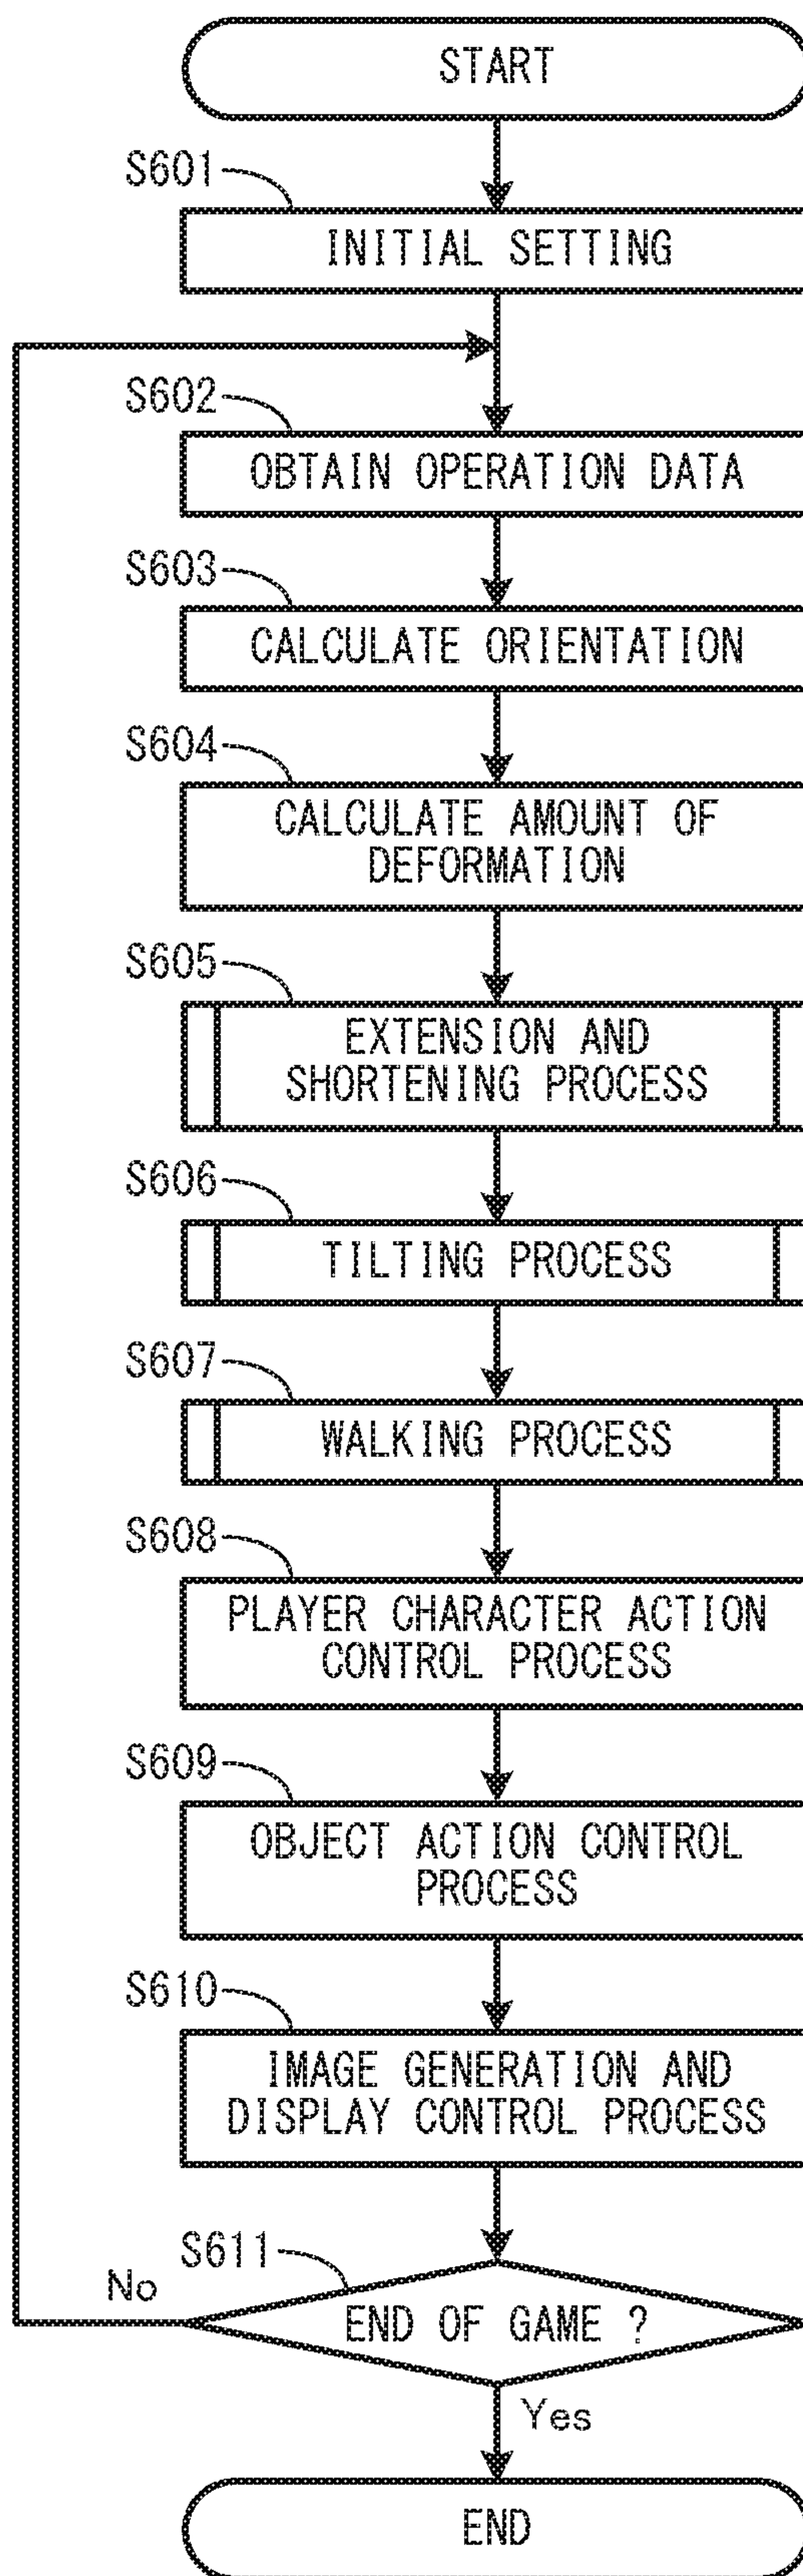 START
S601
INITIAL SETTING
S602
OBTAIN OPERATION DATA
S603
CALCULATE ORIENTATION
S604
CALCULATE AMOUNT OF
DEFORMATION
S605
EXTENSION AND
SHORTENING PROCESS
S606
TILTING PROCESS
S607
WALKING PROCESS
S608
PLAYER CHARACTER ACTION
CONTROL PROCESS
S609
OBJECT ACTION CONTROL
PROCESS
S610
IMAGE GENERATION AND
DISPLAY CONTROL PROCESS
S611
No
END OF GAME ?
Yes
END